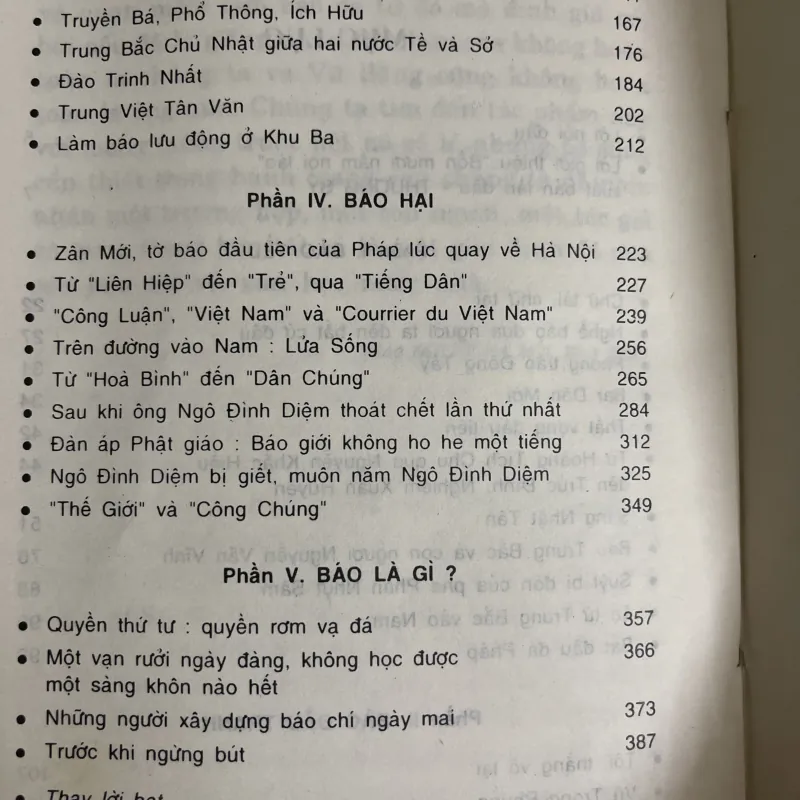 • Truyền Bá, Phổ Thông, Ích Hữu 167
• Trung Bắc Chủ Nhật giữa hai nước Tề và Sở 176
• Đào Trinh Nhất 184
• Trung Việt Tân Văn 202
• Làm báo lưu động ở Khu Ba 212
Phần IV. BÁO HẠI
• Zân Mới, tờ báo đầu tiên của Pháp lúc quay về Hà Nội 223
• Từ "Liên Hiệp" đến "Trẻ", qua "Tiếng Dân" 227
• "Công Luận", "Việt Nam" và "Courrier du Việt Nam" 239
• Trên đường vào Nam : Lửa Sống 256
• Từ "Hoà Bình" đến "Dân Chúng" 265
• Sau khi ông Ngô Đình Diệm thoát chết lần thứ nhất 284
• Đàn áp Phật giáo : Báo giới không ho he một tiếng 312
• Ngô Đình Diệm bị giết, muôn năm Ngô Đình Diệm 325
• "Thế Giới" và "Công Chúng" 349
Phần V. BÁO LÀ GÌ ?
• Quyền thứ tư : quyền rơm vạ đá 357
• Một vạn rưởi ngày đàng, không học được 366
một sàng khôn nào hết
• Những người xây dựng báo chí ngày mai 373
• Trước khi ngừng bút 387
• Thay lời bạt